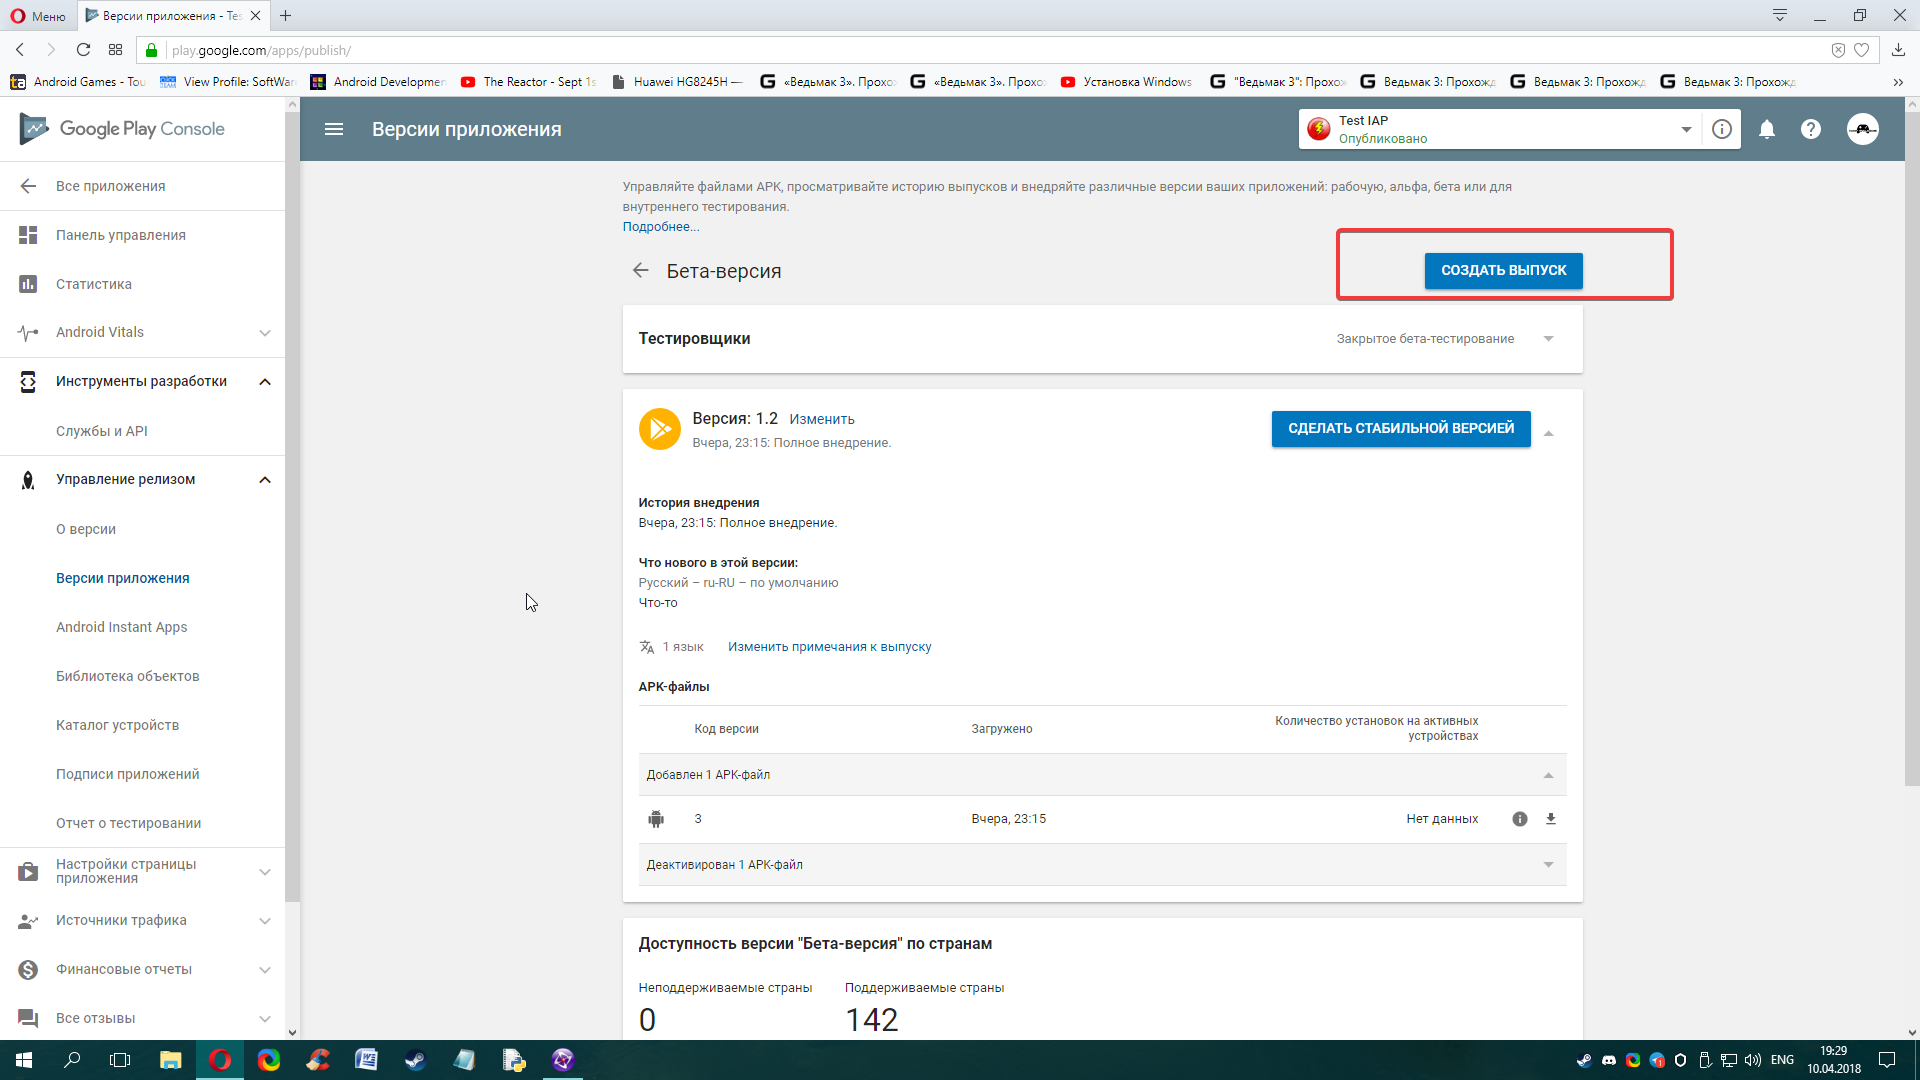 Меню
Версии приложения - Tes
play.google.com/apps/publish/
Android Games - Tou
View Profile: SoftWar
Android Developmen
The Reactor - Sept 1s
Huawei HG8245H —
«Ведьмак 3». Прохо
«Ведьмак 3». Прохо
Установка Windows
"Ведьмак 3": Прохо
Ведьмак 3: Прохожд
Ведьмак 3: Прохожд
Ведьмак 3: Прохожд
Google Play Console
Версии приложения
Test IAP
Опубликовано
Все приложения
Панель управления
Статистика
Android Vitals
Инструменты разработки
Службы и API
Управление релизом
О версии
Версии приложения
Android Instant Apps
Библиотека объектов
Каталог устройств
Подписи приложений
Отчет о тестировании
Настройки страницы
приложения
Источники трафика
Финансовые отчеты
Все отзывы
Управляйте файлами APK, просматривайте историю выпусков и внедряйте различные версии ваших приложений: рабочую, альфа, бета или для
внутреннего тестирования.
Подробнее...
Бета-версия
СОЗДАТЬ ВЫПУСК
Тестировщики
Закрытое бета-тестирование
Версия: 1.2 Изменить
Вчера, 23:15: Полное внедрение.
СДЕЛАТЬ СТАБИЛЬНОЙ ВЕРСИЕЙ
История внедрения
Вчера, 23:15: Полное внедрение.
Что нового в этой версии:
Русский – ru-RU – по умолчанию
Что-то
1 язык Изменить примечания к выпуску
APK-файлы
Код версии
Загружено
Количество установок на активных
устройствах
Добавлен 1 APK-файл
3 Вчера, 23:15 Нет данных
Деактивирован 1 APK-файл
Доступность версии "Бета-версия" по странам
Неподдерживаемые страны Поддерживаемые страны
0 142
ENG
19:29
10.04.2018